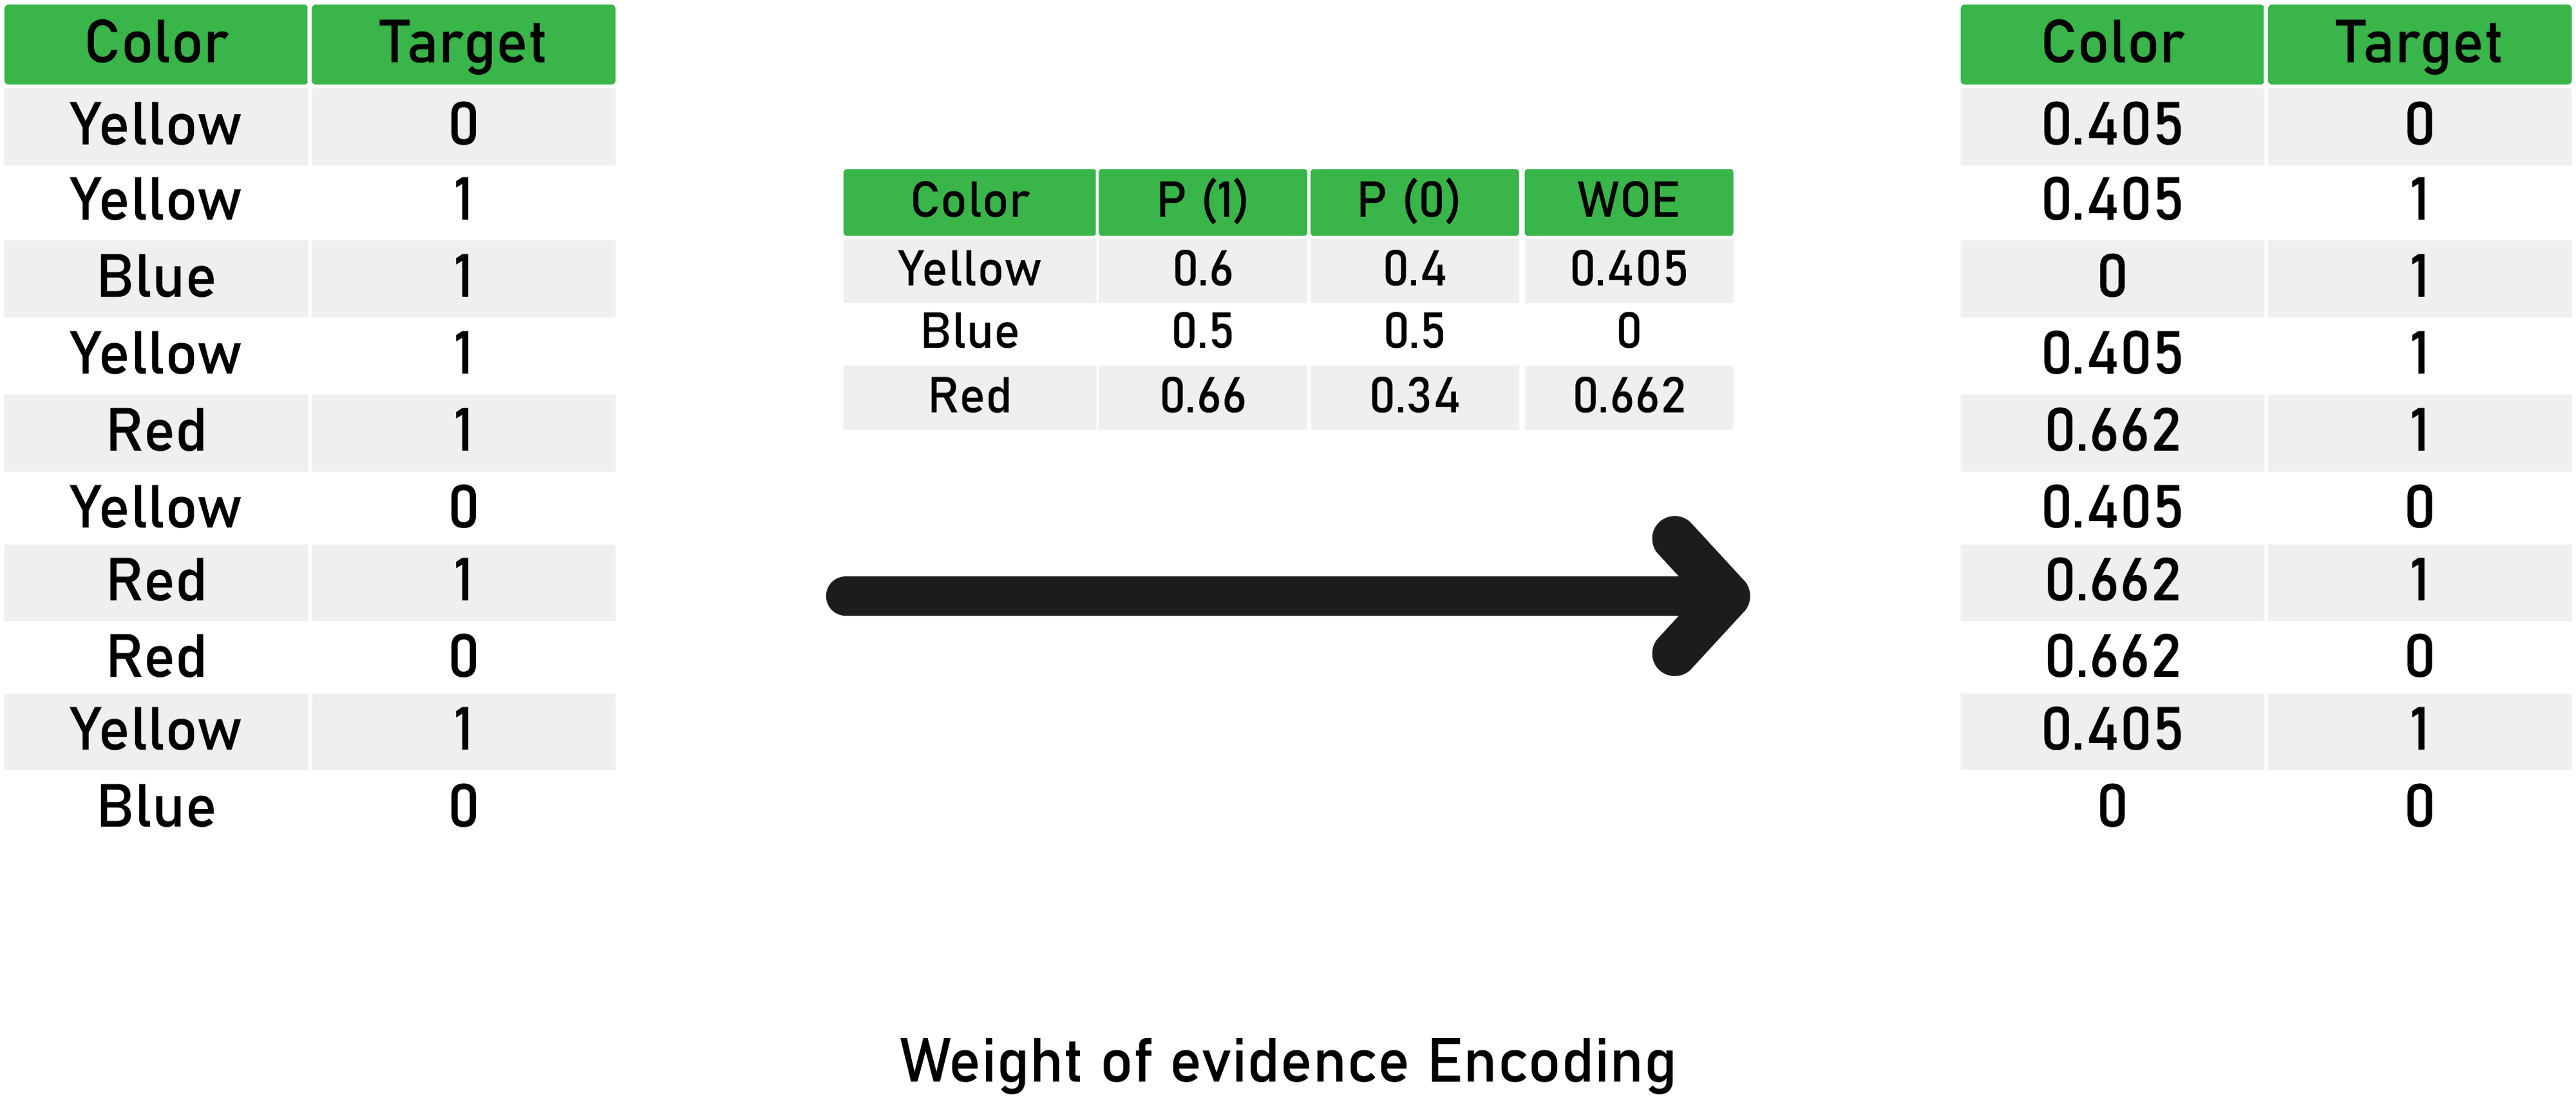 Color Target
Yellow 0
Yellow 1
Blue 1
Yellow 1
Red 1
Yellow 0
Red 1
Red 0
Yellow 1
Blue 0
Color P (1) P (0) WOE
Yellow 0.6 0.4 0.405
Blue 0.5 0.5 0
Red 0.66 0.34 0.662
Color Target
0.405 0
0.405 1
0 1
0.405 1
0.662 1
0.405 0
0.662 1
0.662 0
0.405 1
0 0
Weight of evidence Encoding